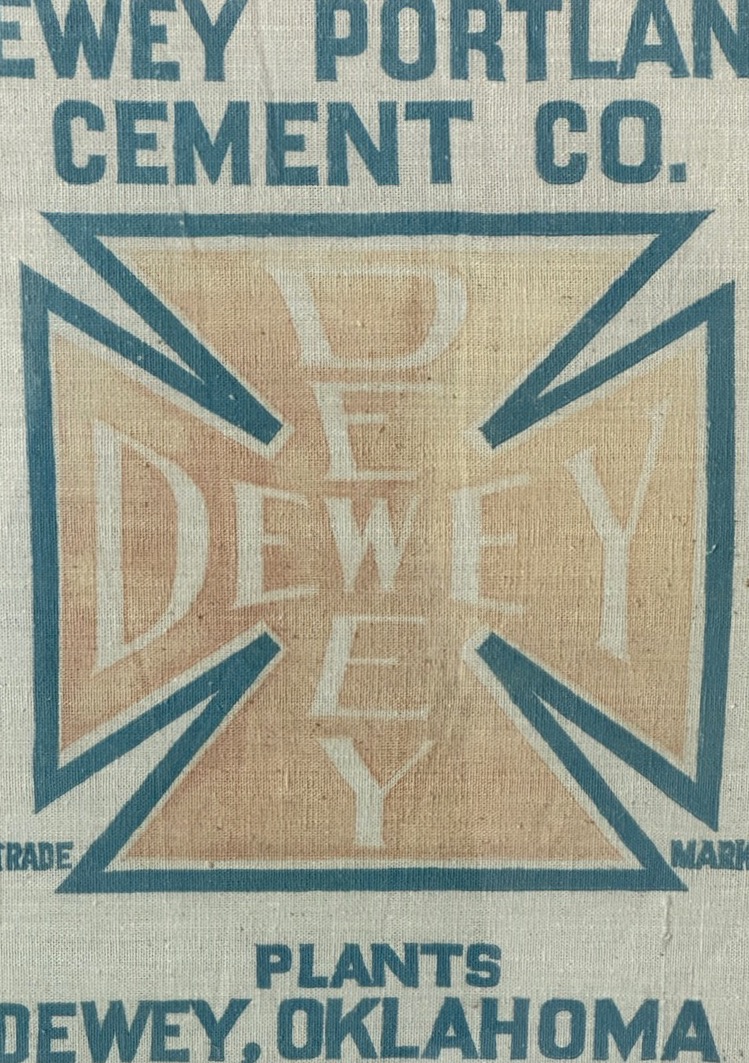 EWEY PORTLAN
CEMENT CO.
DEWEY
DEWEY
TRADE MARK
PLANTS
DEWEY, OKLAHOMA